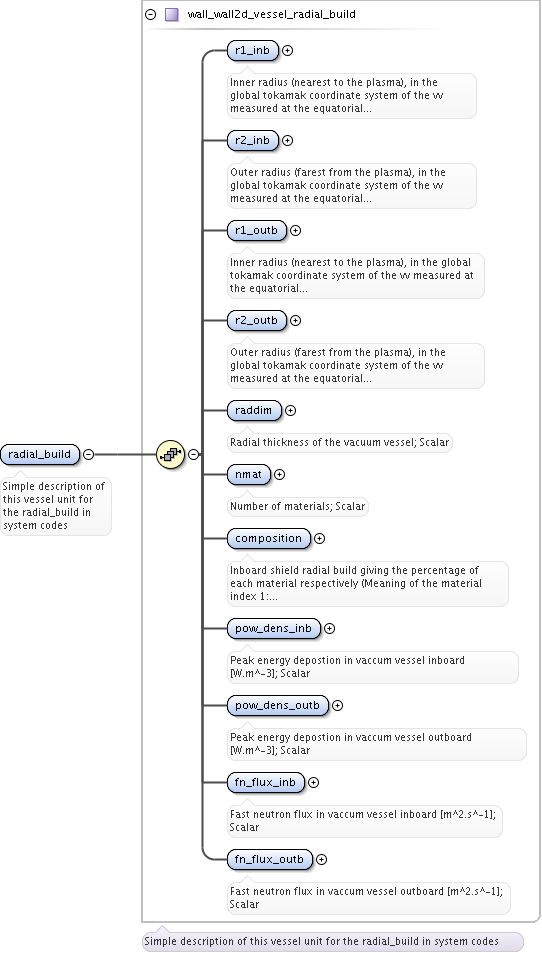 wall_wall2d_vessel_radial_build
r1_inb
Inner radius (nearest to the plasma), in the
global tokamak coordinate system of the vv
measured at the equatorial...
r2_inb
Outer radius (farest from the plasma), in the
global tokamak coordinate system of the vv
measured at the equatorial...
r1_outb
Inner radius (nearest to the plasma), in the global
tokamak coordinate system of the vv measured at
the equatorial...
r2_outb
Outer radius (farest from the plasma), in the
global tokamak coordinate system of the vv
measured at the equatorial...
raddim
Radial thickness of the vacuum vessel; Scalar
radial_build
Simple description of
this vessel unit for
the radial_build in
system codes
nmat
Number of materials; Scalar
composition
Inboard shield radial build giving the percentage of
each material respectively (Meaning of the material
index 1:...
pow_dens_inb
Peak energy depostion in vaccum vessel inboard
[W.m^-3]; Scalar
pow_dens_outb
Peak energy depostion in vaccum vessel outboard
[W.m^-3]; Scalar
fn_flux_inb
Fast neutron flux in vaccum vessel inboard [m^2.s^-1];
Scalar
fn_flux_outb
Fast neutron flux in vaccum vessel outboard [m^2.s^-1];
Scalar
Simple description of this vessel unit for the radial_build in system codes